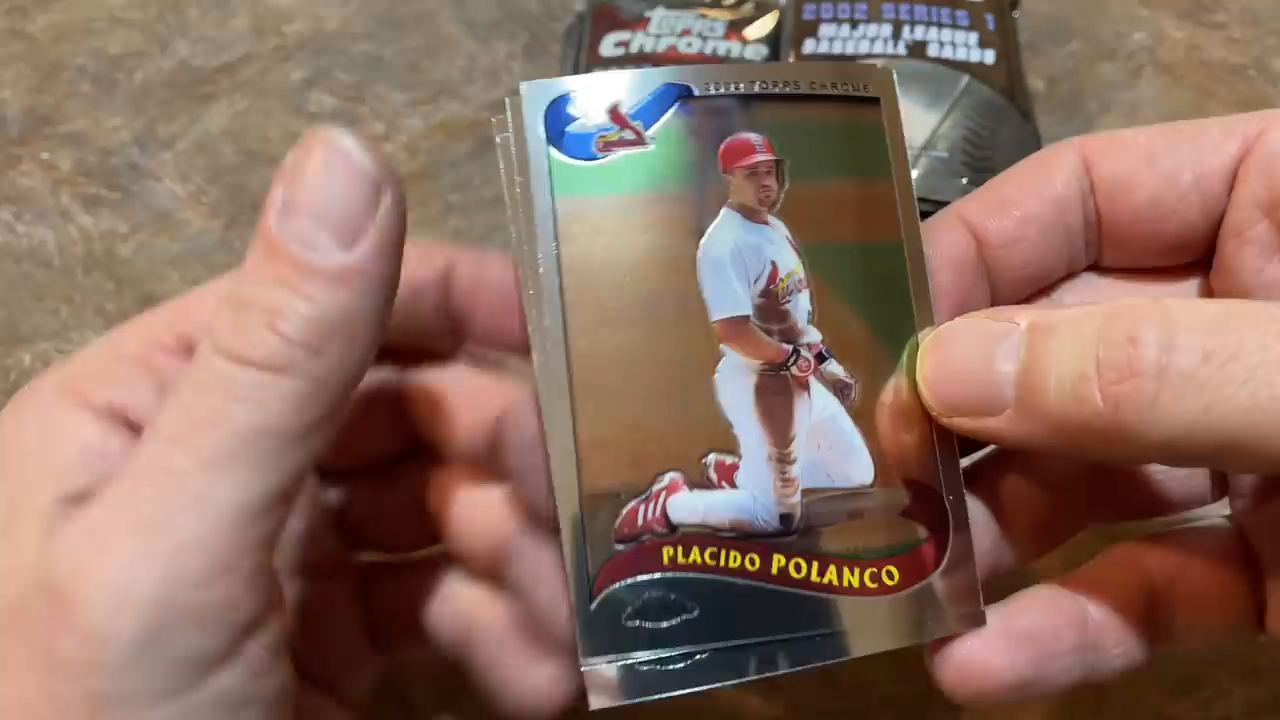 Topps
Chrome
2002 SERIES 1
MAJOR LEAGUE
BASEBALL CARDS
2002 TOPPS CHROME
PLACIDO POLANCO